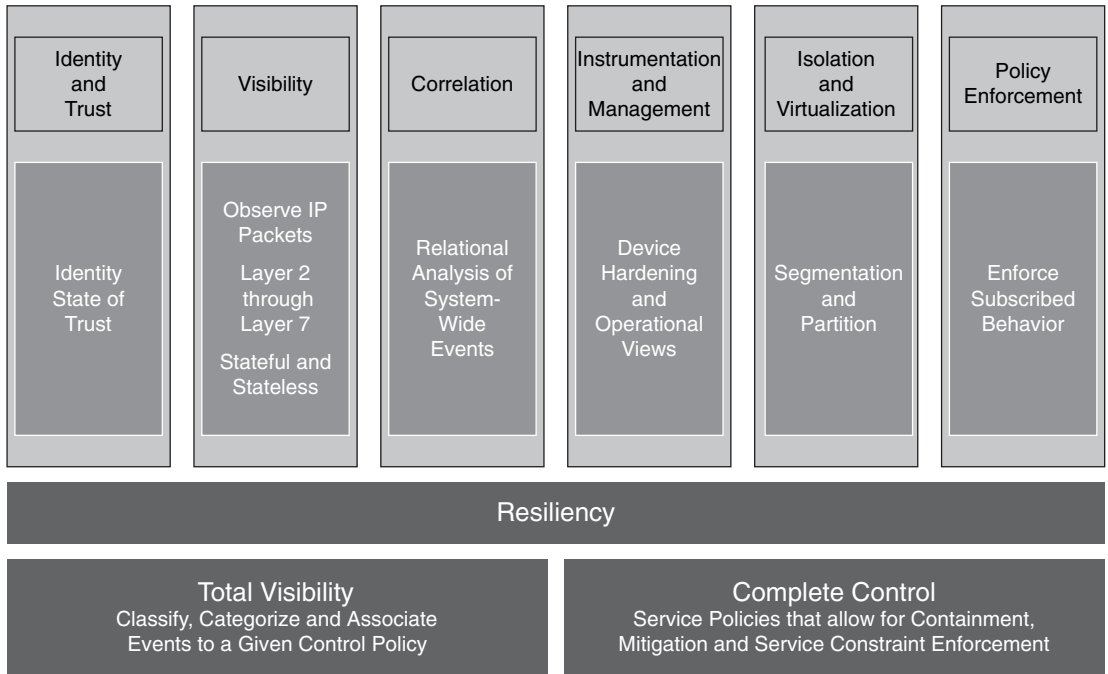 Identity
and
Trust
Visibility
Correlation
Instrumentation
and
Management
Isolation
and
Virtualization
Policy
Enforcement
Identity
State of
Trust
Observe IP
Packets
Layer 2
through
Layer 7
Stateful and
Stateless
Relational
Analysis of
System-
Wide
Events
Device
Hardening
and
Operational
Views
Segmentation
and
Partition
Enforce
Subscribed
Behavior
Resiliency
Total Visibility
Classify, Categorize and Associate
Events to a Given Control Policy
Complete Control
Service Policies that allow for Containment,
Mitigation and Service Constraint Enforcement